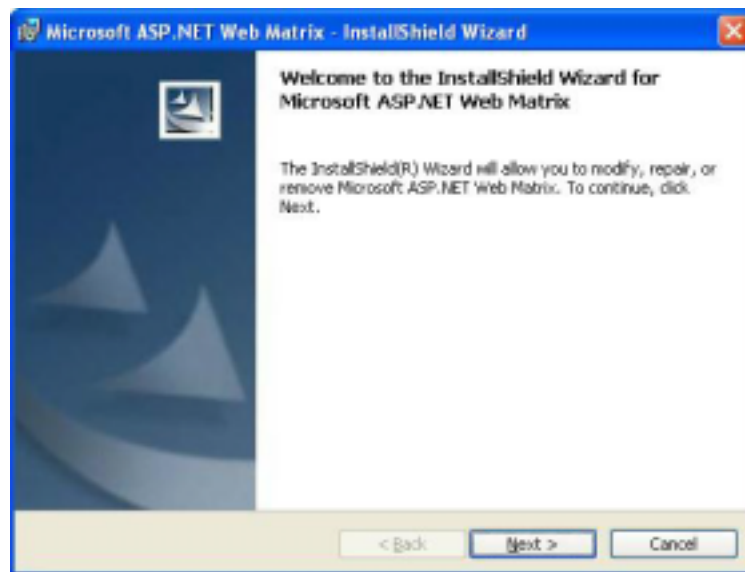 Microsoft ASP.NET Web Matrix - InstallShield Wizard
Welcome to the InstallShield Wizard for
Microsoft ASP.NET Web Matrix
The InstallShield(R) Wizard will allow you to modify, repair, or
remove Microsoft ASP.NET Web Matrix. To continue, click
Next.
< Back Next > Cancel